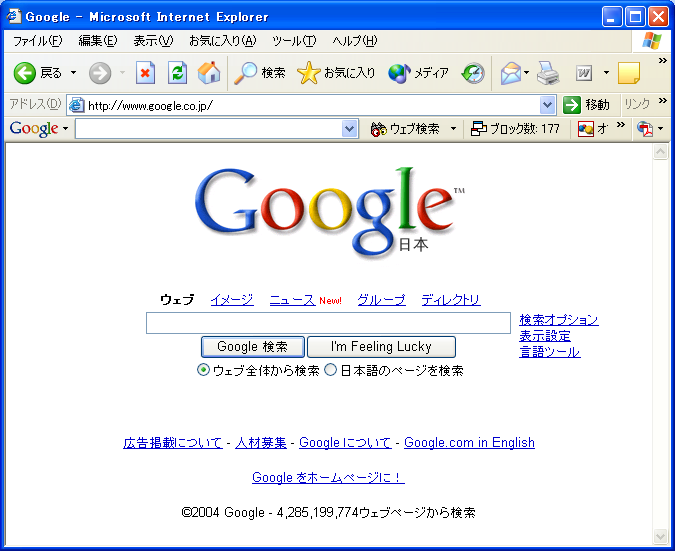 Google - Microsoft Internet Explorer
ファイル(F) 編集(E) 表示(V) お気に入り(A) ツール(T) ヘルプ(H)
戻る 検索 お気に入り メディア W »
アドレス(D) http://www.google.co.jp/ 移動 リンク »
Google ウェブ検索 ブロック数: 177 オ »
Google™
日本
ウェブ イメージ ニュース New! グループ ディレクトリ
検索オプション
表示設定
言語ツール
Google 検索 I'm Feeling Lucky
ウェブ全体から検索 日本語のページを検索
広告掲載について - 人材募集 - Google について - Google.com in English
Google をホームページに！
©2004 Google - 4,285,199,774ウェブページから検索